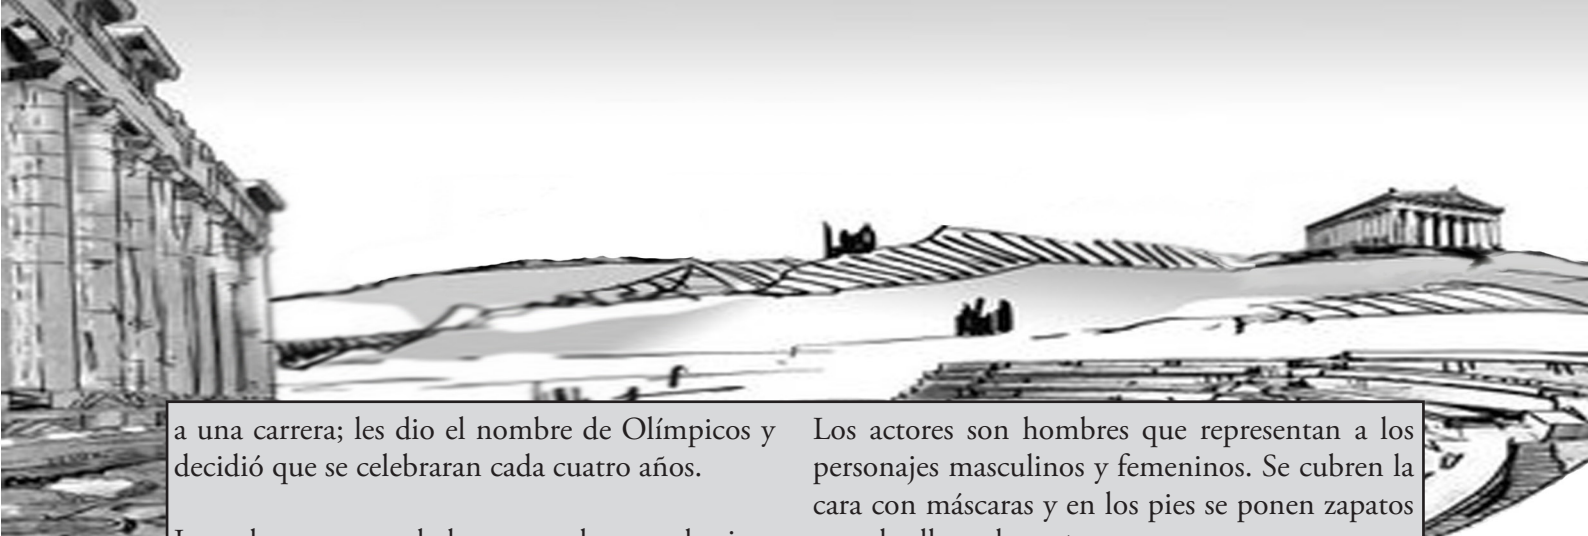 a una carrera; les dio el nombre de Olímpicos y
decidió que se celebraran cada cuatro años.
Los actores son hombres que representan a los
personajes masculinos y femeninos. Se cubren la
cara con máscaras y en los pies se ponen zapatos